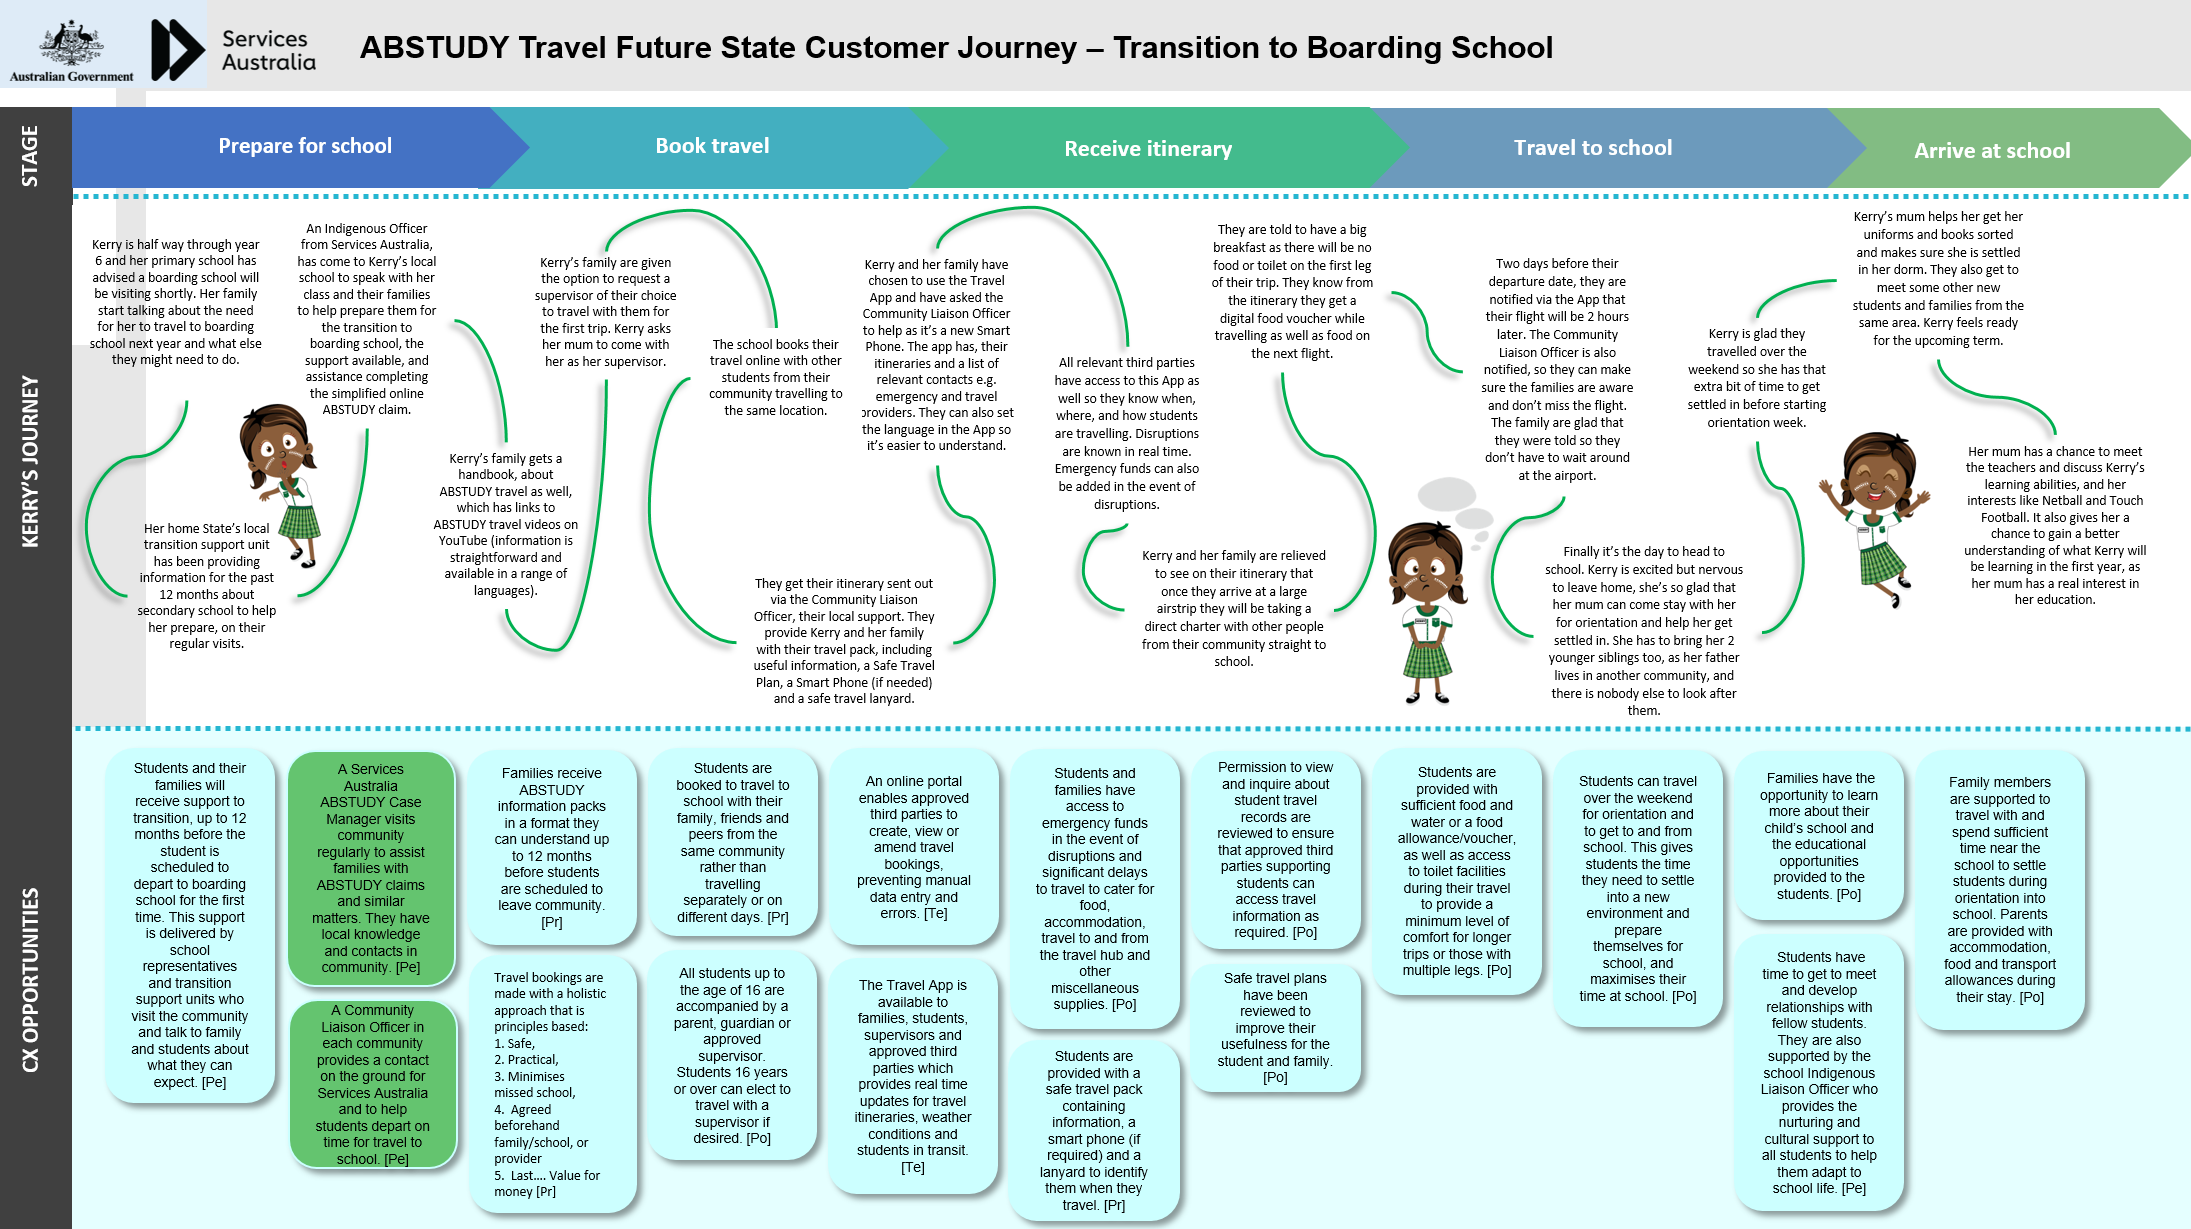 Australian Government
Services
Australia
ABSTUDY Travel Future State Customer Journey – Transition to Boarding School
STAGE
Prepare for school
Book travel
Receive itinerary
Travel to school
Arrive at school
KERRY'S JOURNEY
Kerry is half way through year
6 and her primary school has
advised a boarding school will
be visiting shortly. Her family
start talking about the need
for her to travel to boarding
school next year and what else
they might need to do.
Her home State's local
transition support unit
has been providing
information for the past
12 months about
secondary school to help
her prepare, on their
regular visits.
An Indigenous Officer
from Services Australia,
has come to Kerry's local
school to speak with her
class and their families
to help prepare them for
the transition to
boarding school, the
support available, and
assistance completing
the simplified online
ABSTUDY claim.
Kerry's family gets a
handbook, about
ABSTUDY travel as well,
which has links to
ABSTUDY travel videos on
YouTube (information is
straightforward and
available in a range of
languages).
Kerry's family are given
the option to request a
supervisor of their choice
to travel with them for
the first trip. Kerry asks
her mum to come with
her as her supervisor.
The school books their
travel online with other
students from their
community travelling to
the same location.
They get their itinerary sent out
via the Community Liaison
Officer, their local support. They
provide Kerry and her family
with their travel pack, including
useful information, a Safe Travel
Plan, a Smart Phone (if needed)
and a safe travel lanyard.
Kerry and her family have
chosen to use the Travel
App and have asked the
Community Liaison Officer
to help as it's a new Smart
Phone. The app has, their
itineraries and a list of
relevant contacts e.g.
emergency and travel
providers. They can also set
the language in the App so
it's easier to understand.
All relevant third parties
have access to this App as
well so they know when,
where, and how students
are travelling. Disruptions
are known in real time.
Emergency funds can also
be added in the event of
disruptions.
Kerry and her family are relieved
to see on their itinerary that
once they arrive at a large
airstrip they will be taking a
direct charter with other people
from their community straight to
school.
They are told to have a big
breakfast as there will be no
food or toilet on the first leg
of their trip. They know from
the itinerary they get a
digital food voucher while
travelling as well as food on
the next flight.
Two days before their
departure date, they are
notified via the App that
their flight will be 2 hours
later. The Community
Liaison Officer is also
notified, so they can make
sure the families are aware
and don't miss the flight.
The family are glad that
they were told so they
don't have to wait around
at the airport.
Finally it's the day to head to
school. Kerry is excited but nervous
to leave home, she's so glad that
her mum can come stay with her
for orientation and help her get
settled in. She has to bring her 2
younger siblings too, as her father
lives in another community, and
there is nobody else to look after
them.
Kerry is glad they
travelled over the
weekend so she has that
extra bit of time to get
settled in before starting
orientation week.
Kerry's mum helps her get her
uniforms and books sorted
and makes sure she is settled
in her dorm. They also get to
meet some other new
students and families from the
same area. Kerry feels ready
for the upcoming term.
Her mum has a chance to meet
the teachers and discuss Kerry's
learning abilities, and her
interests like Netball and Touch
Football. It also gives her a
chance to gain a better
understanding of what Kerry will
be learning in the first year, as
her mum has a real interest in
her education.
CX OPPORTUNITIES
Students and their
families will
receive support to
transition, up to 12
months before the
student is
scheduled to
depart to boarding
school for the first
time. This support
is delivered by
school
representatives
and transition
support units who
visit the community
and talk to family
and students about
what they can
expect. [Pe]
A Services
Australia
ABSTUDY Case
Manager visits
community
regularly to assist
families with
ABSTUDY claims
and similar
matters. They have
local knowledge
and contacts in
community. [Pe]
A Community
Liaison Officer in
each community
provides a contact
on the ground for
Services Australia
and to help
students depart on
time for travel to
school. [Pe]
Families receive
ABSTUDY
information packs
in a format they
can understand up
to 12 months
before students
are scheduled to
leave community.
[Pr]
Travel bookings are
made with a holistic
approach that is
principles based:
1. Safe,
2. Practical,
3. Minimises
missed school,
4. Agreed
beforehand
family/school, or
provider
5. Last.... Value for
money [Pr]
Students are
booked to travel to
school with their
family, friends and
peers from the
same community
rather than
travelling
separately or on
different days. [Pr]
All students up to
the age of 16 are
accompanied by a
parent, guardian or
approved
supervisor.
Students 16 years
or over can elect to
travel with a
supervisor if
desired. [Po]
An online portal
enables approved
third parties to
create, view or
amend travel
bookings,
preventing manual
data entry and
errors. [Te]
The Travel App is
available to
families, students,
supervisors and
approved third
parties which
provides real time
updates for travel
itineraries, weather
conditions and
students in transit.
[Te]
Students and
families have
access to
emergency funds
in the event of
disruptions and
significant delays
to travel to cater for
food,
accommodation,
travel to and from
the travel hub and
other
miscellaneous
supplies. [Po]
Students are
provided with a
safe travel pack
containing
information, a
smart phone (if
required) and a
lanyard to identify
them when they
travel. [Pr]
Permission to view
and inquire about
student travel
records are
reviewed to ensure
that approved third
parties supporting
students can
access travel
information as
required. [Po]
Safe travel plans
have been
reviewed to
improve their
usefulness for the
student and family.
[Po]
Students are
provided with
sufficient food and
water or a food
allowance/voucher,
as well as access
to toilet facilities
during their travel
to provide a
minimum level of
comfort for longer
trips or those with
multiple legs. [Po]
Students can travel
over the weekend
for orientation and
to get to and from
school. This gives
students the time
they need to settle
into a new
environment and
prepare
themselves for
school, and
maximises their
time at school. [Po]
Families have the
opportunity to learn
more about their
child's school and
the educational
opportunities
provided to the
students. [Po]
Students have
time to get to meet
and develop
relationships with
fellow students.
They are also
supported by the
school Indigenous
Liaison Officer who
provides the
nurturing and
cultural support to
all students to help
them adapt to
school life. [Pe]
Family members
are supported to
travel with and
spend sufficient
time near the
school to settle
students during
orientation into
school. Parents
are provided with
accommodation,
food and transport
allowances during
their stay. [Po]